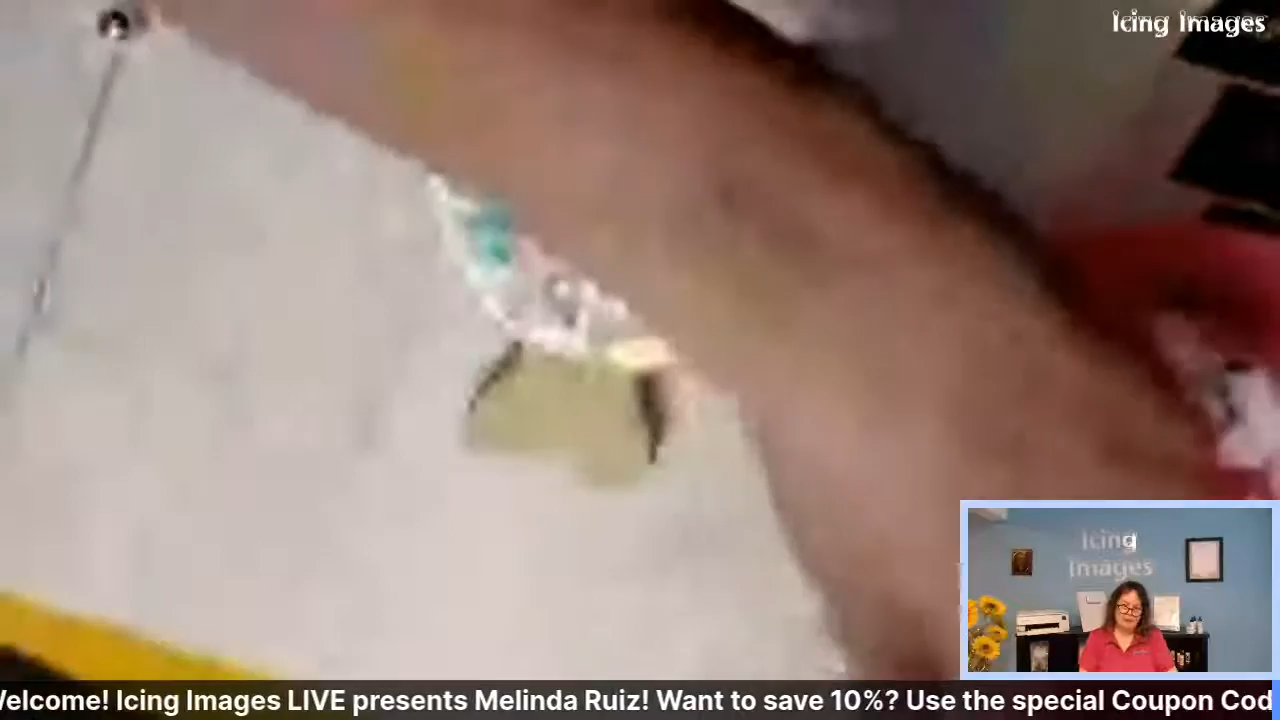 Icing Images
Icing
Images
Welcome! Icing Images LIVE presents Melinda Ruiz! Want to save 10%? Use the special Coupon Cod